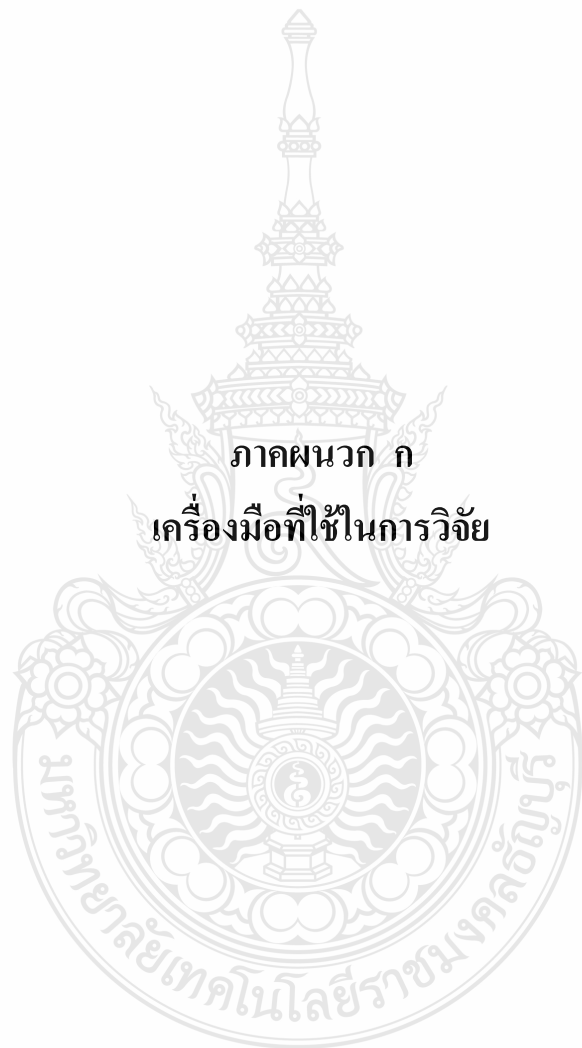 ภาคผนวก ก
เครื่องมือที่ใช้ในการวิจัย
มหาวิทยาลัยเทคโนโลยีราชมงคลธัญบุรี